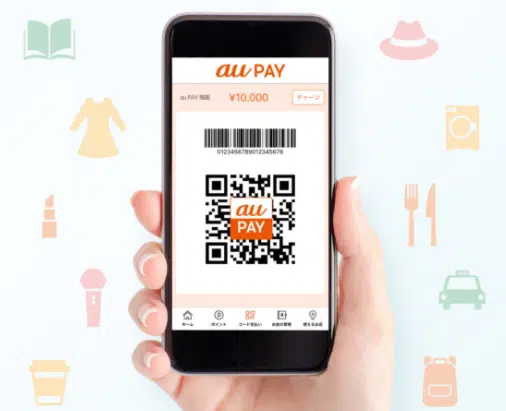 au PAY
au PAY 残高 ¥10,000 チャージ
0123456789012345678
au
PAY
ホーム ポイント コード支払い お金の管理 使えるお店